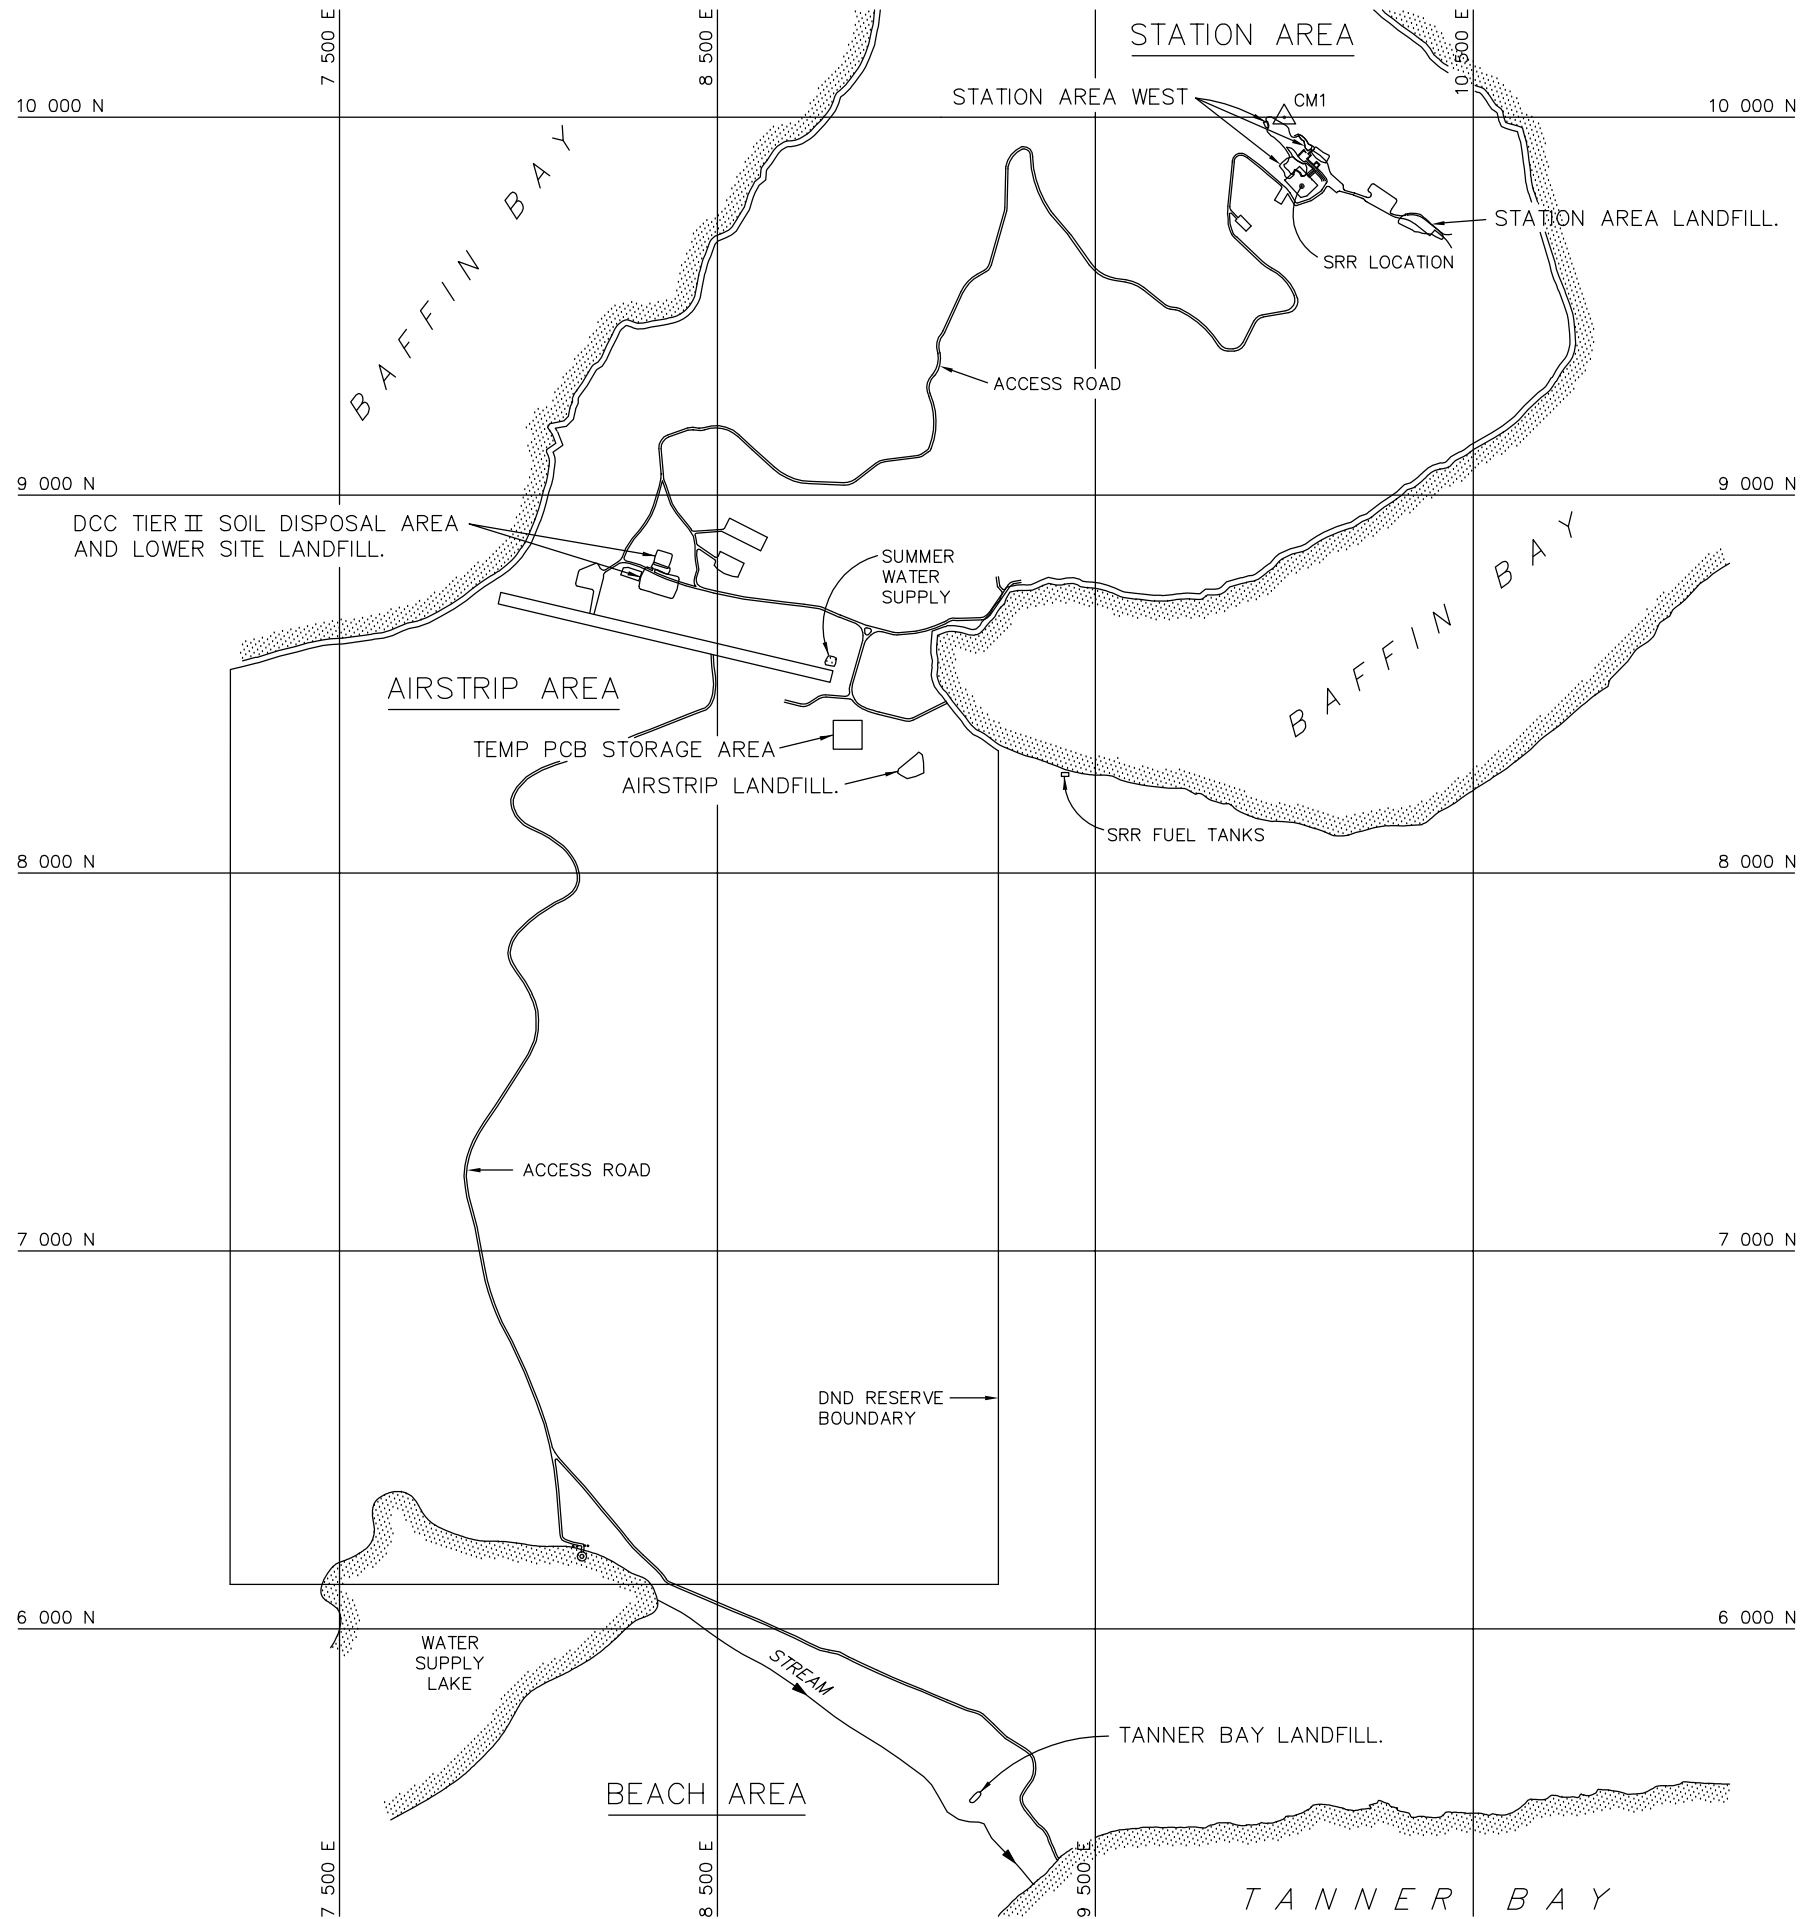 7 500 E
8 500 E
10 500 E
STATION AREA
STATION AREA WEST
CM1
10 000 N
10 000 N
BAFFIN BAY
STATION AREA LANDFILL.
SRR LOCATION
ACCESS ROAD
9 000 N
9 000 N
DCC TIER II SOIL DISPOSAL AREA
AND LOWER SITE LANDFILL.
SUMMER
WATER
SUPPLY
BAFFIN BAY
AIRSTRIP AREA
TEMP PCB STORAGE AREA
AIRSTRIP LANDFILL.
SRR FUEL TANKS
8 000 N
8 000 N
ACCESS ROAD
7 000 N
7 000 N
DND RESERVE
BOUNDARY
6 000 N
6 000 N
WATER
SUPPLY
LAKE
STREAM
TANNER BAY LANDFILL.
BEACH AREA
7 500 E
8 500 E
9 500 E
TANNER BAY